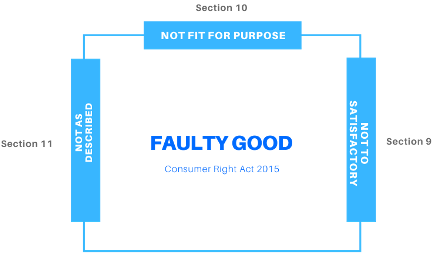 Section 10
NOT FIT FOR PURPOSE
Section 11
NOT AS
DESCRIBED
FAULTY GOOD
Consumer Right Act 2015
NOT TO
SATISFACTORY
Section 9